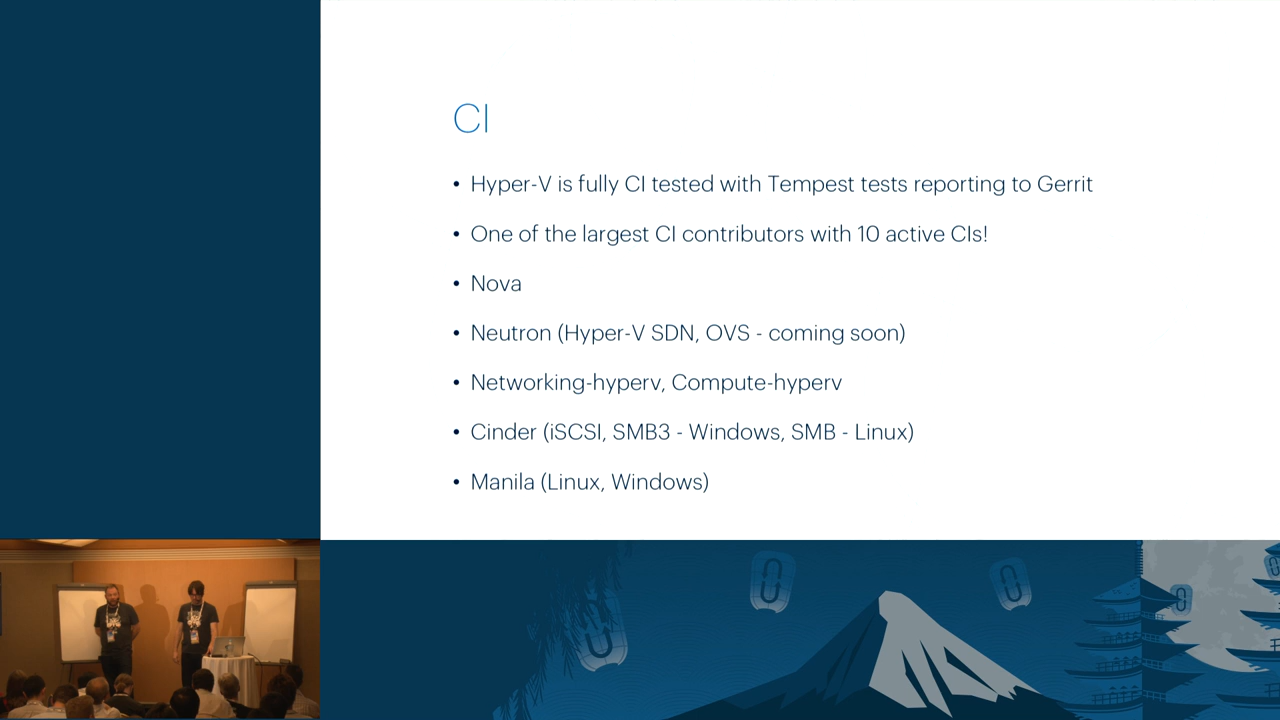 CI
• Hyper-V is fully CI tested with Tempest tests reporting to Gerrit
• One of the largest CI contributors with 10 active CIs!
• Nova
• Neutron (Hyper-V SDN, OVS - coming soon)
• Networking-hyperv, Compute-hyperv
• Cinder (iSCSI, SMB3 - Windows, SMB - Linux)
• Manila (Linux, Windows)